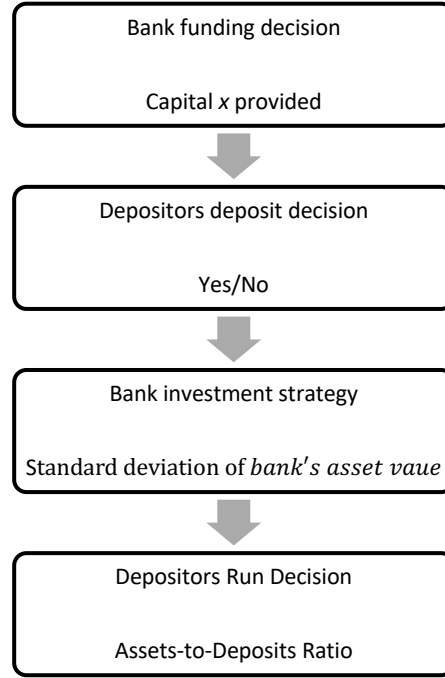 Bank funding decision
Capital x provided
Depositors deposit decision
Yes/No
Bank investment strategy
Standard deviation of bank's asset vaue
Depositors Run Decision
Assets-to-Deposits Ratio